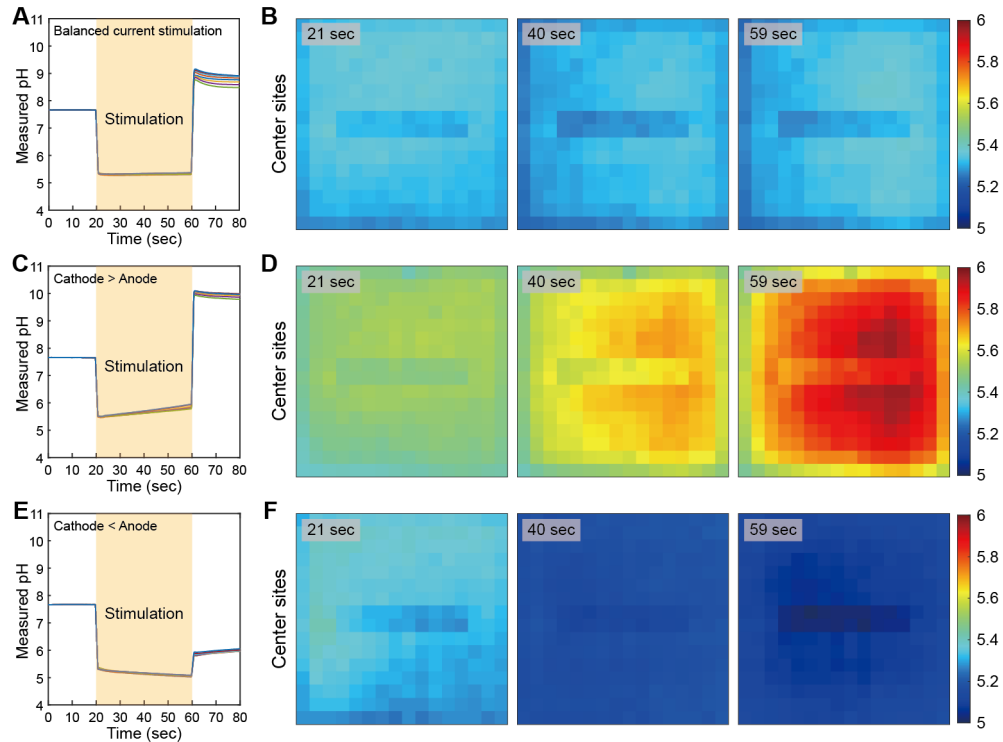 A
Balanced current stimulation
Measured pH
11
10
9
8
7
6
5
4
Stimulation
0 10 20 30 40 50 60 70 80
Time (sec)
B
Center sites
21 sec
40 sec
59 sec
6
5.8
5.6
5.4
5.2
5
C
Cathode > Anode
Measured pH
11
10
9
8
7
6
5
4
Stimulation
0 10 20 30 40 50 60 70 80
Time (sec)
D
Center sites
21 sec
40 sec
59 sec
6
5.8
5.6
5.4
5.2
5
E
Cathode < Anode
Measured pH
11
10
9
8
7
6
5
4
Stimulation
0 10 20 30 40 50 60 70 80
Time (sec)
F
Center sites
21 sec
40 sec
59 sec
6
5.8
5.6
5.4
5.2
5